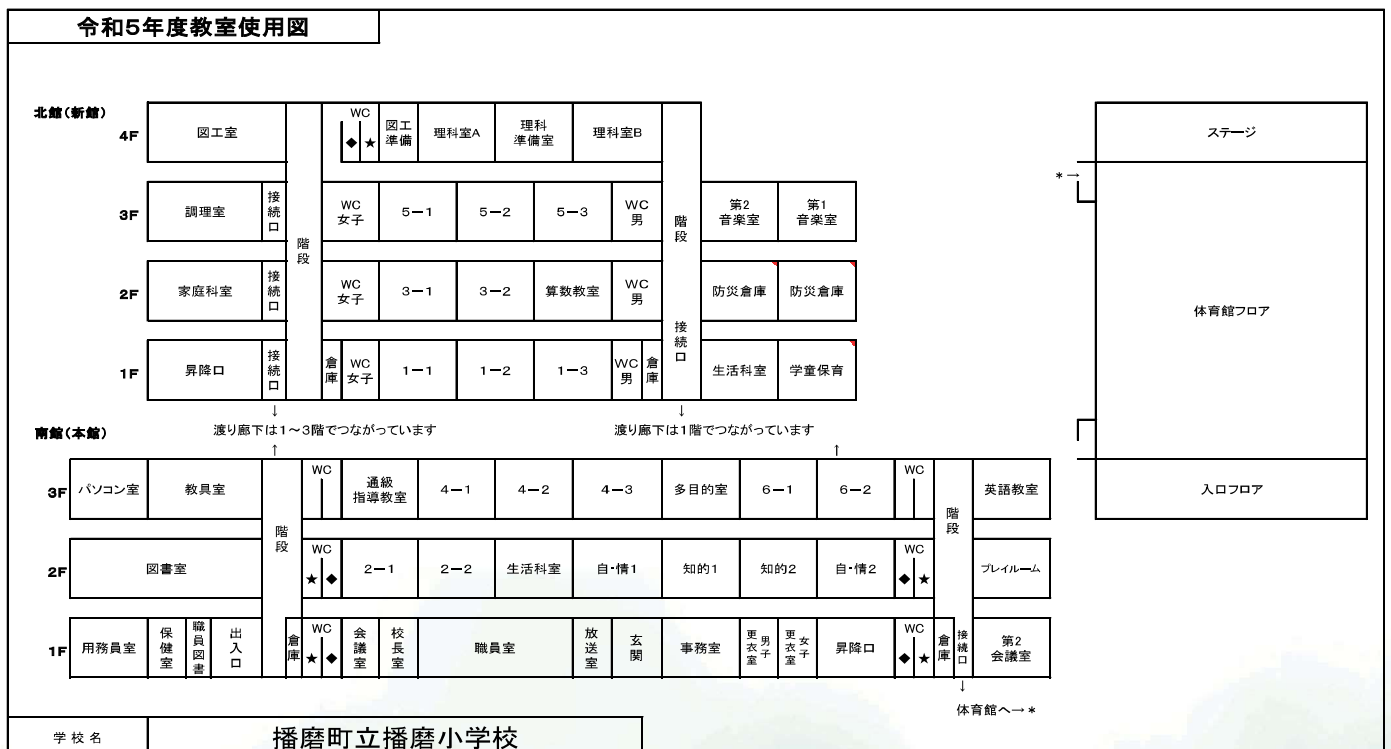 令和５年度教室使用図
北館(新館)
4F
図工室
WC
◆
★
図工
準備
理科室A
理科
準備室
理科室B
ステージ
*→
3F
調理室
接続口
階段
WC
女子
5－1
5－2
5－3
WC
男
階段
第2
音楽室
第1
音楽室
2F
家庭科室
接続口
WC
女子
3－1
3－2
算数教室
WC
男
防災倉庫
防災倉庫
体育館フロア
1F
昇降口
接続口
倉庫
WC
女子
1－1
1－2
1－3
WC
男
倉庫
接続口
生活科室
学童保育
↓
↓
渡り廊下は1～3階でつながっています
渡り廊下は1階でつながっています
↑
↑
南館(本館)
3F
パソコン室
教具室
階段
WC
通級
指導教室
4－1
4－2
4－3
多目的室
6－1
6－2
WC
階段
英語教室
入口フロア
2F
図書室
WC
★
◆
2－1
2－2
生活科室
自・情1
知的1
知的2
自・情2
WC
◆
★
プレイルーム
1F
用務員室
保健室
職員図書
出入口
倉庫
WC
★
◆
会議室
校長室
職員室
放送室
玄関
事務室
男子
更衣室
女子
更衣室
昇降口
WC
◆
★
倉庫
接続口
第2
会議室
↓
体育館へ→*
学校名
播磨町立播磨小学校